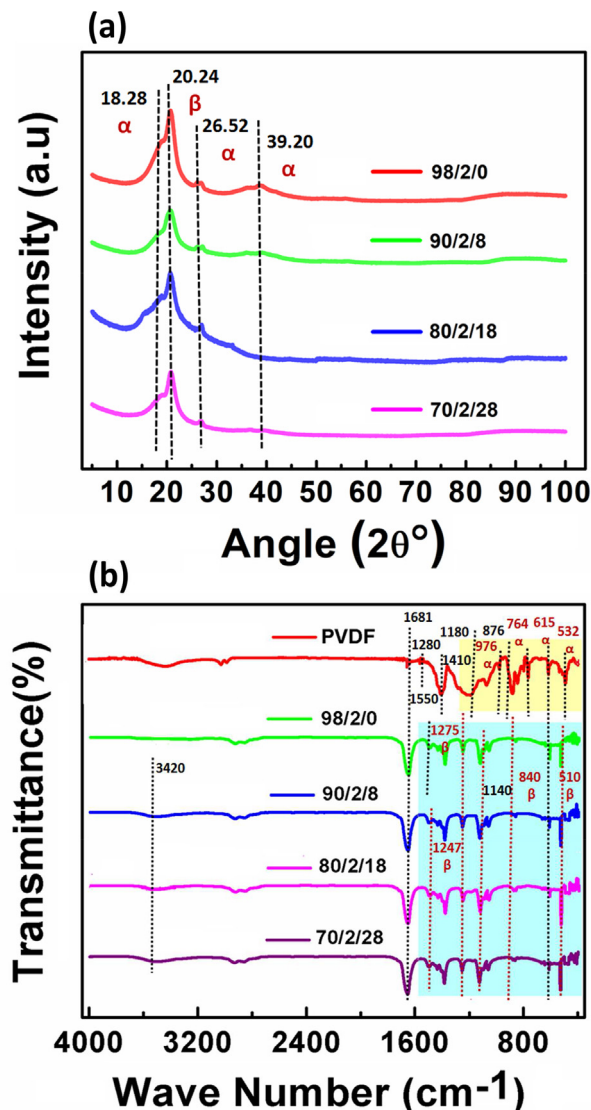 (a)
20.24
18.28
β
α
26.52
39.20
α
α
98/2/0
90/2/8
80/2/18
70/2/28
Intensity (a.u)
10 20 30 40 50 60 70 80 90 100
Angle (2θ°)
(b)
1681
1280
1180
876
764
615
α
α
532
α
976
α
1410
1550
PVDF
98/2/0
1275
β
3420
1140
840
β
510
β
90/2/8
1247
β
80/2/18
70/2/28
Transmittance(%)
4000 3200 2400 1600 800
Wave Number (cm-1)